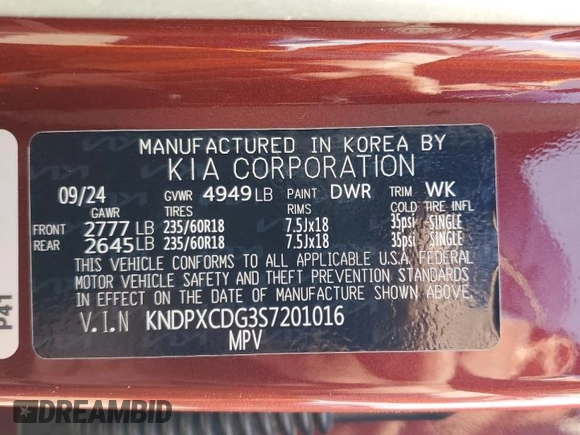 MANUFACTURED IN KOREA BY
KIA CORPORATION
09/24 GVWR 4949 LB PAINT DWR TRIM WK
GAWR TIRES RIMS COLD TIRE INFL
FRONT 2777 LB 235/60R18 7.5Jx18 35psi SINGLE
REAR 2645 LB 235/60R18 7.5Jx18 35psi SINGLE
THIS VEHICLE CONFORMS TO ALL APPLICABLE U.S.A. FEDERAL
MOTOR VEHICLE SAFETY AND THEFT PREVENTION STANDARDS
IN EFFECT ON THE DATE OF MANUFACTURE SHOWN ABOVE.
V.I.N KNDPXCDG3S7201016
MPV
P41
DREAMBID